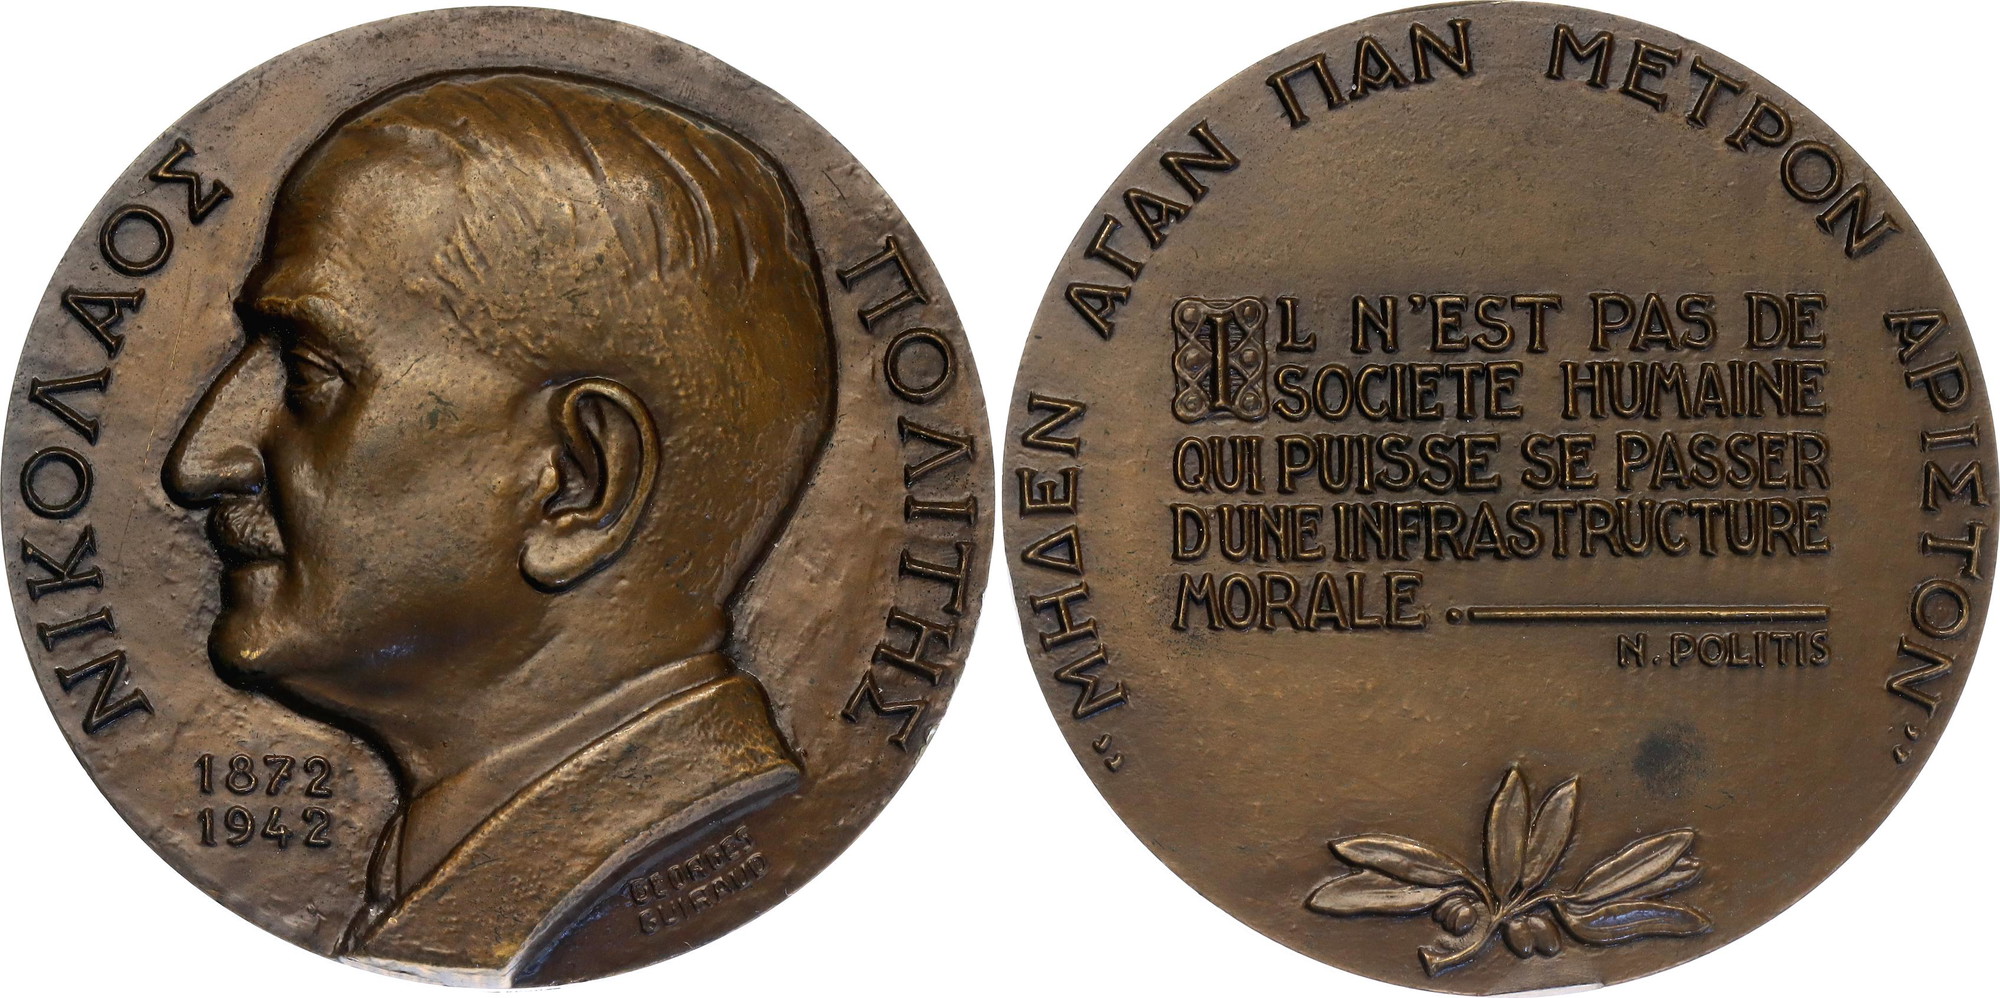 ΝΙΚΟΛΑΟΣ ΠΟΛΙΤΗΣ
1872
1942
GEORGES
GUIRAUD
“ΜΗΔΕΝ ΑΓΑΝ ΠΑΝ ΜΕΤΡΟΝ ΑΡΙΣΤΟΝ”
IL N'EST PAS DE
SOCIETE HUMAINE
QUI PUISSE SE PASSER
D'UNE INFRASTRUCTURE
MORALE.
N. POLITIS